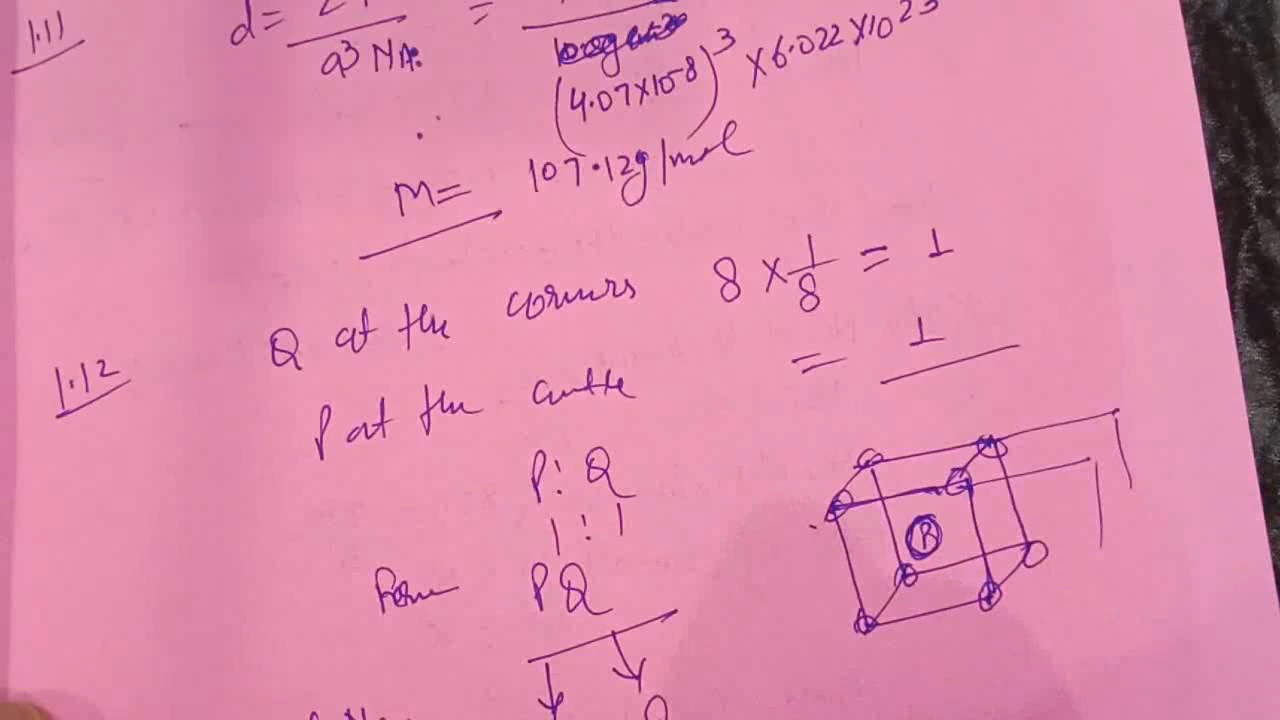 1.11
d = / a³ NA. =
(4.07×10-8)³ × 6.022×10²³
∴
M= 107.12g/mol
1.12
Q at the corners 8 × 1/8 = 1
P at the centre = 1
P : Q
1 : 1
Form PQ
R
Q